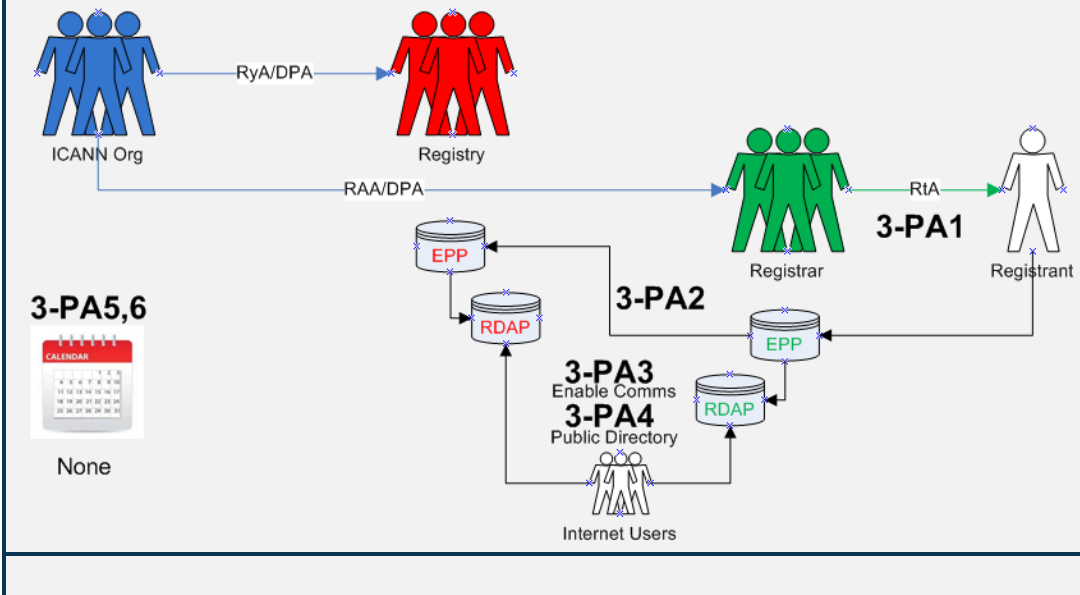 RyA/DPA
ICANN Org
Registry
RAA/DPA
RtA
3-PA1
Registrar
Registrant
EPP
3-PA2
RDAP
3-PA5,6
EPP
CALENDAR
3-PA3
Enable Comms
RDAP
3-PA4
Public Directory
None
Internet Users